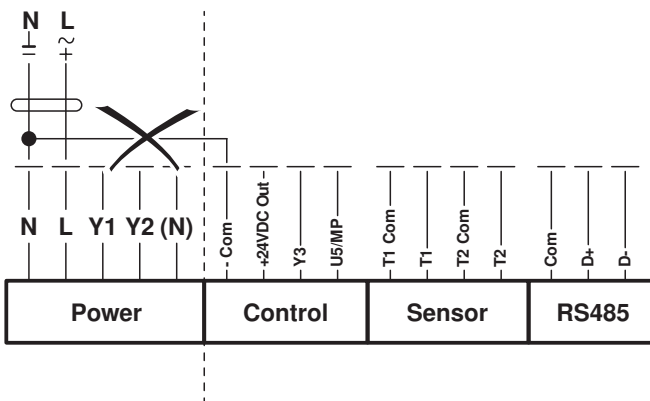 N L
N L Y1 Y2 (N)
- Com
+24VDC Out
Y3
U5/MP
T1 Com
T1
T2 Com
T2
Com
D+
D-
Power Control Sensor RS485